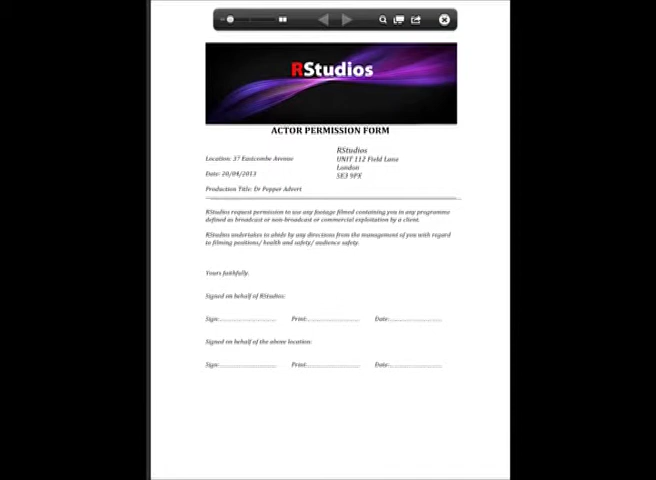 RStudios
ACTOR PERMISSION FORM
RStudios
Location: 37 Eastcombe Avenue
UNIT 112 Field Lane
London
Date: 20/04/2013
SE3 9PX
Production Title: Dr Pepper Advert
RStudios request permission to use any footage filmed containing you in any programme
defined as broadcast or non-broadcast or commercial exploitation by a client.
RStudios undertakes to abide by any directions from the management of you with regard
to filming positions/ health and safety/ audience safety.
Yours faithfully.
Signed on behalf of RStudios:
Sign:............................ Print:............................ Date:............................
Signed on behalf of the above location:
Sign:............................ Print:............................ Date:............................